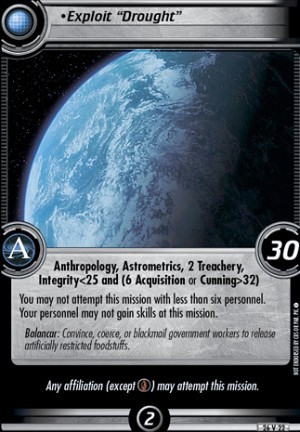 •Exploit “Drought”
A
30
Anthropology, Astrometrics, 2 Treachery,
Integrity<25 and (6 Acquisition or Cunning>32)
You may not attempt this mission with less than six personnel.
Your personnel may not gain skills at this mission.
Balancar: Convince, coerce, or blackmail government workers to release
artificially restricted foodstuffs.
Any affiliation (except ) may attempt this mission.
2